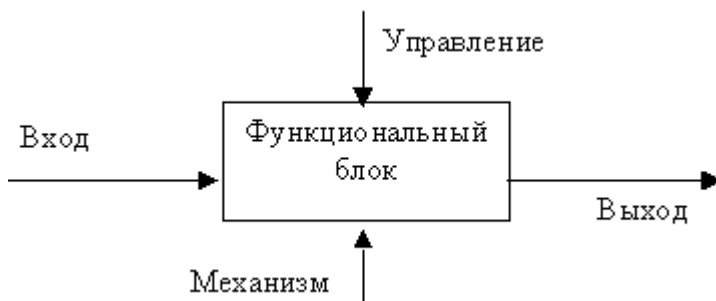 Управление
Функциональный
блок
Вход
Выход
Механизм